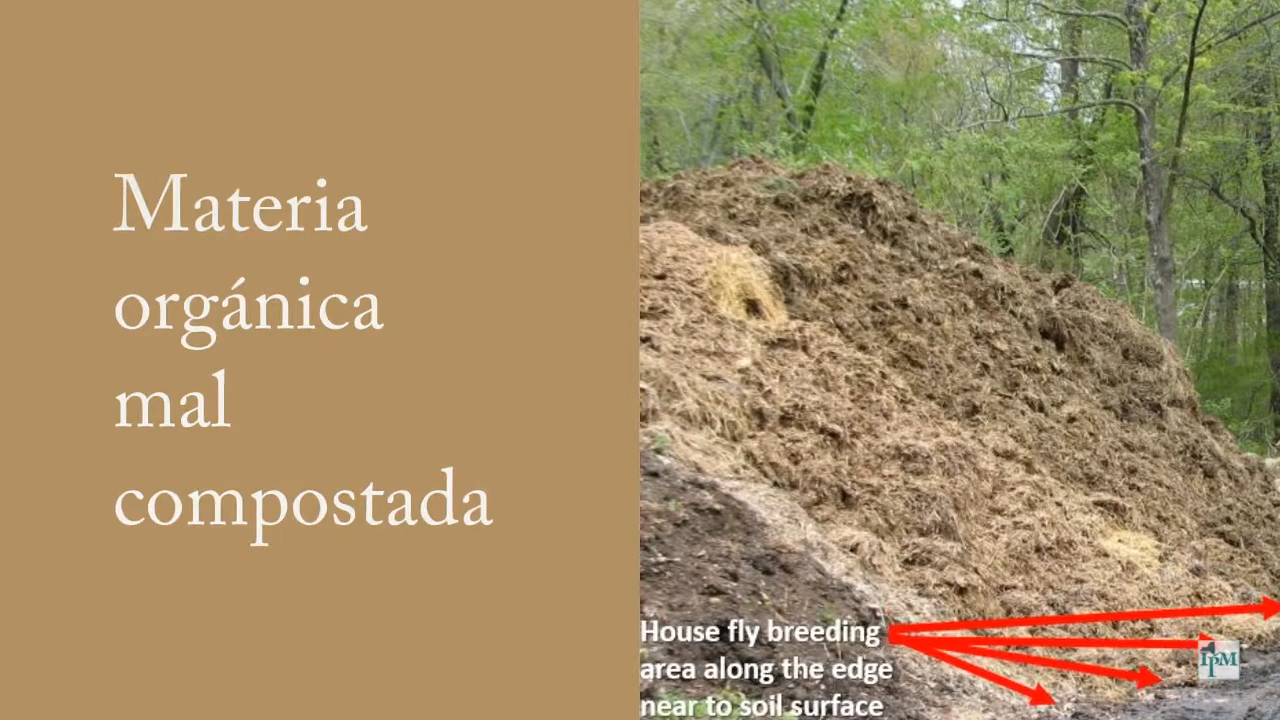 Materia
orgánica
mal
compostada
House fly breeding
area along the edge
near to soil surface
IPM